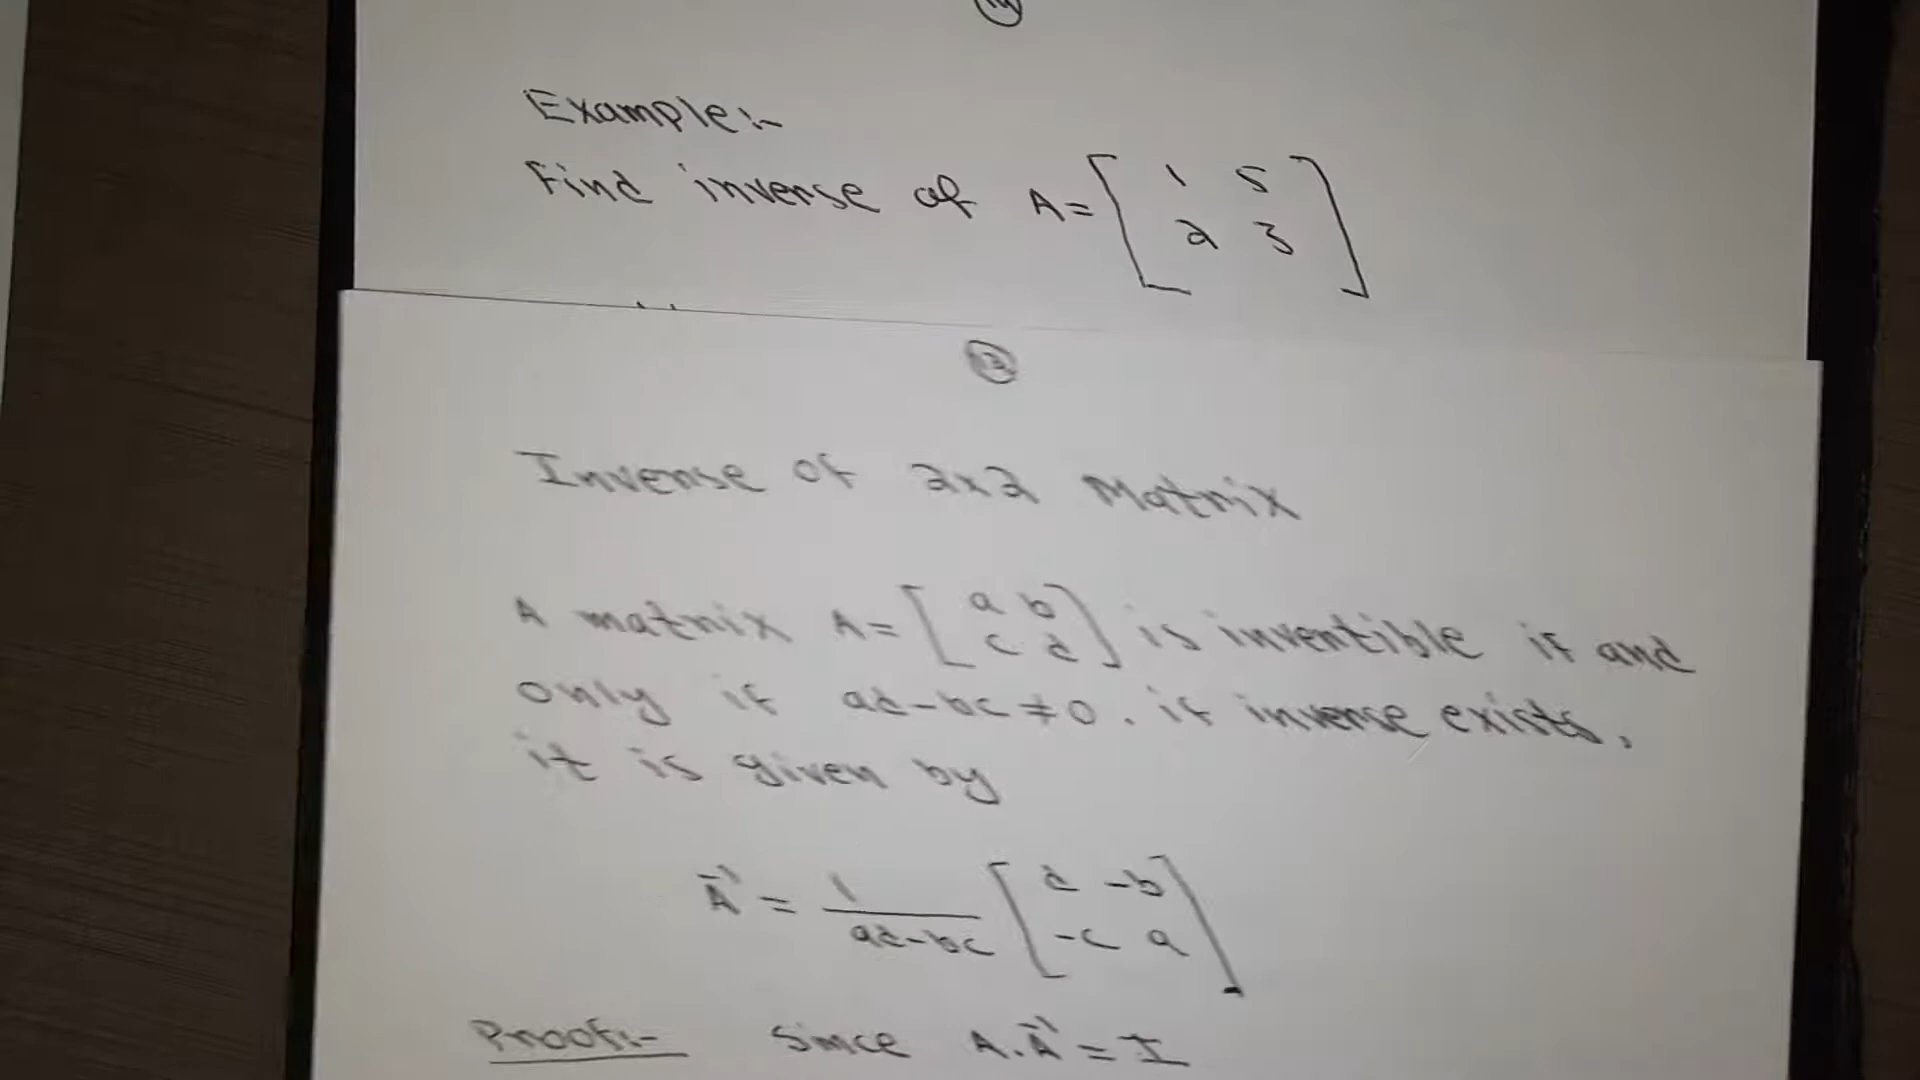 Example:-
Find inverse of A = [ 1 5
2 3 ]
13
Inverse of 2x2 Matrix
A matrix A = [ a b
c d ] is invertible if and
only if ad-bc≠0. if inverse exists,
it is given by
A⁻¹ = 1/(ad-bc) [ d -b
-c a ]
Proof:- Since A.A⁻¹ = I